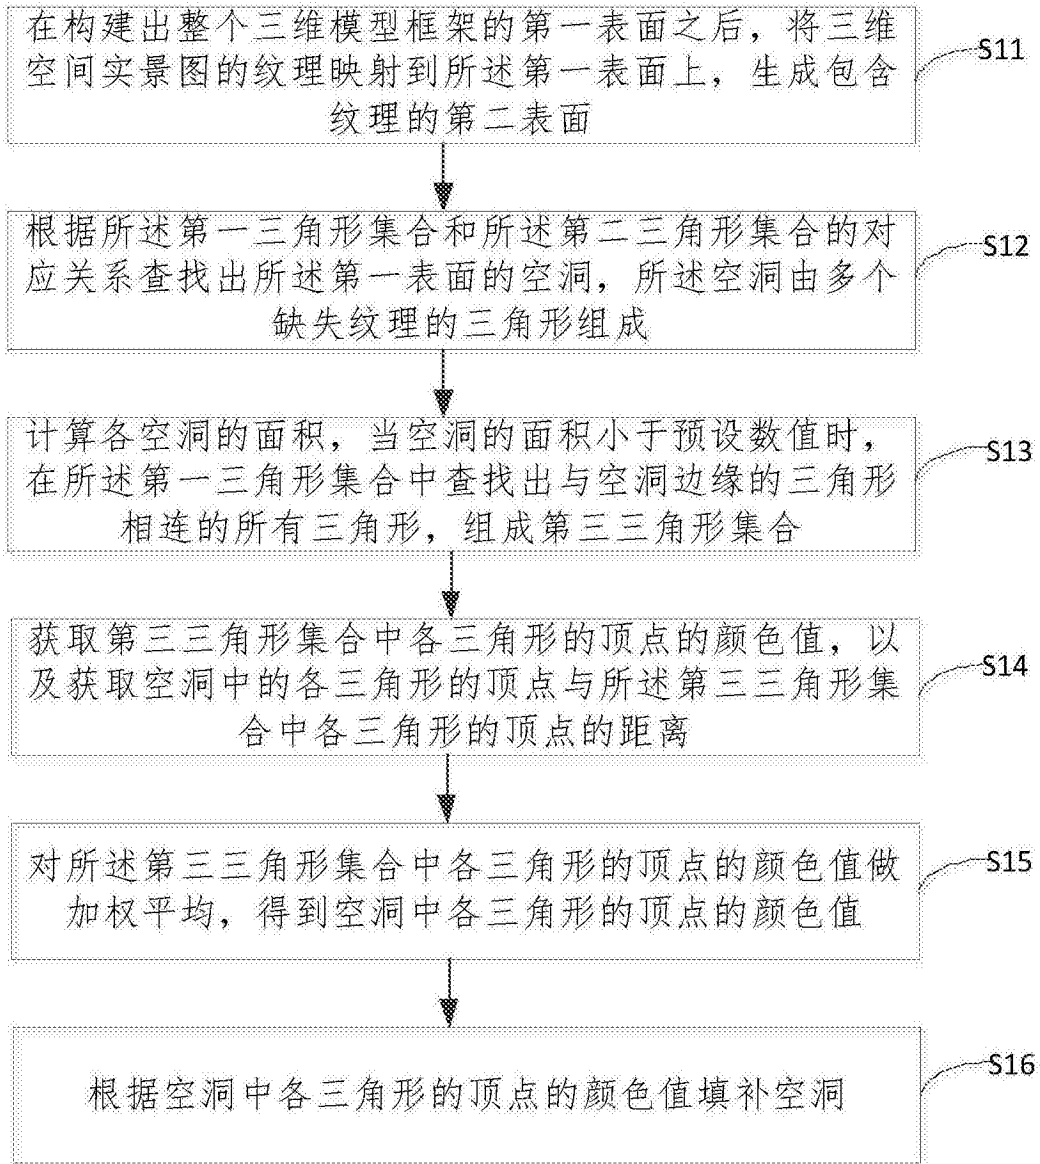 在构建出整个三维模型框架的第一表面之后，将三维
空间实景图的纹理映射到所述第一表面上，生成包含
纹理的第二表面
S11
根据所述第一三角形集合和所述第二三角形集合的对
应关系查找出所述第一表面的空洞，所述空洞由多个
缺失纹理的三角形组成
S12
计算各空洞的面积，当空洞的面积小于预设数值时，
在所述第一三角形集合中查找出与空洞边缘的三角形
相连的所有三角形，组成第三三角形集合
S13
获取第三三角形集合中各三角形的顶点的颜色值，以
及获取空洞中的各三角形的顶点与所述第三三角形集
合中各三角形的顶点的距离
S14
对所述第三三角形集合中各三角形的顶点的颜色值做
加权平均，得到空洞中各三角形的顶点的颜色值
S15
根据空洞中各三角形的顶点的颜色值填补空洞
S16